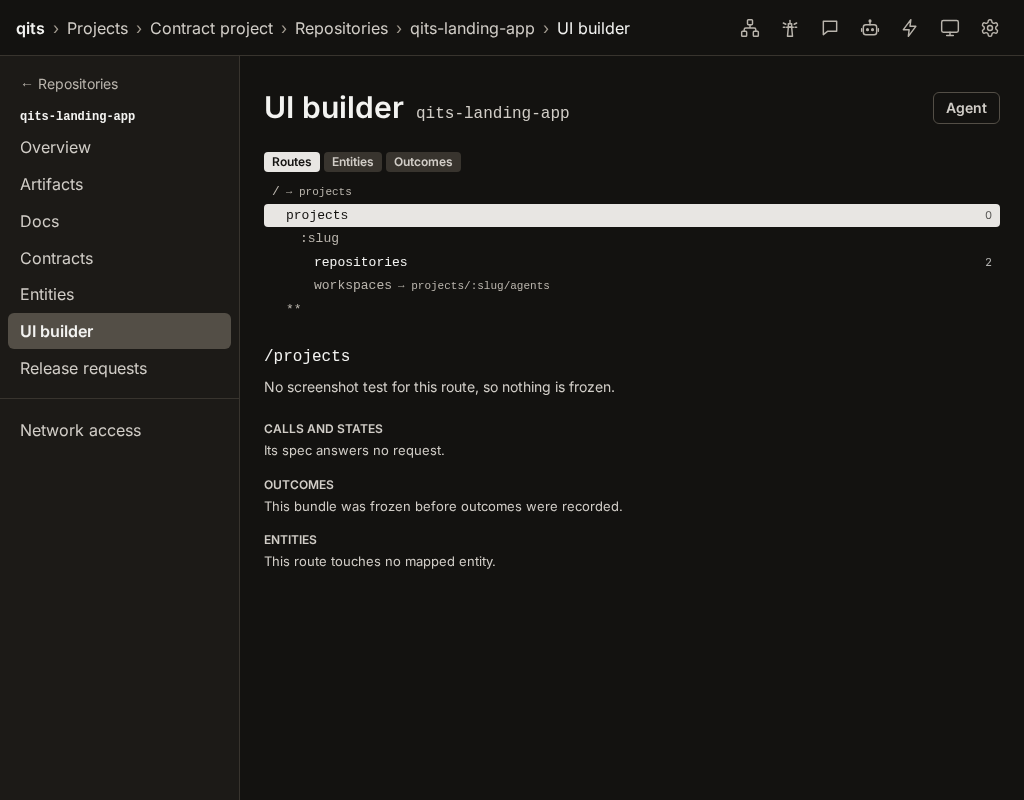 qits › Projects › Contract project › Repositories › qits-landing-app › UI builder
← Repositories
qits-landing-app
Overview
Artifacts
Docs
Contracts
Entities
UI builder
Release requests
Network access
UI builder qits-landing-app
Agent
Routes Entities Outcomes
/ → projects
projects 0
:slug
repositories 2
workspaces → projects/:slug/agents
**
/projects
No screenshot test for this route, so nothing is frozen.
CALLS AND STATES
Its spec answers no request.
OUTCOMES
This bundle was frozen before outcomes were recorded.
ENTITIES
This route touches no mapped entity.